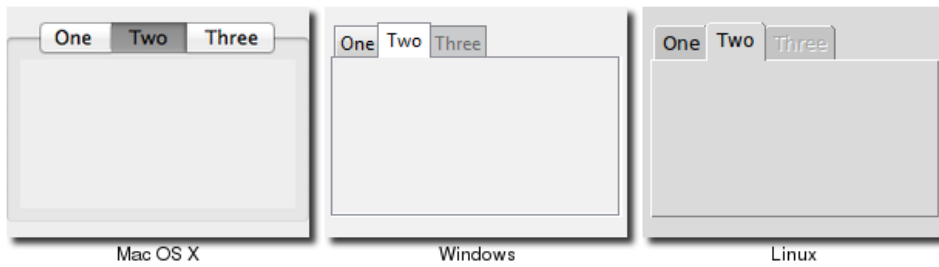 One Two Three
One Two Three
One Two Three
Mac OS X
Windows
Linux